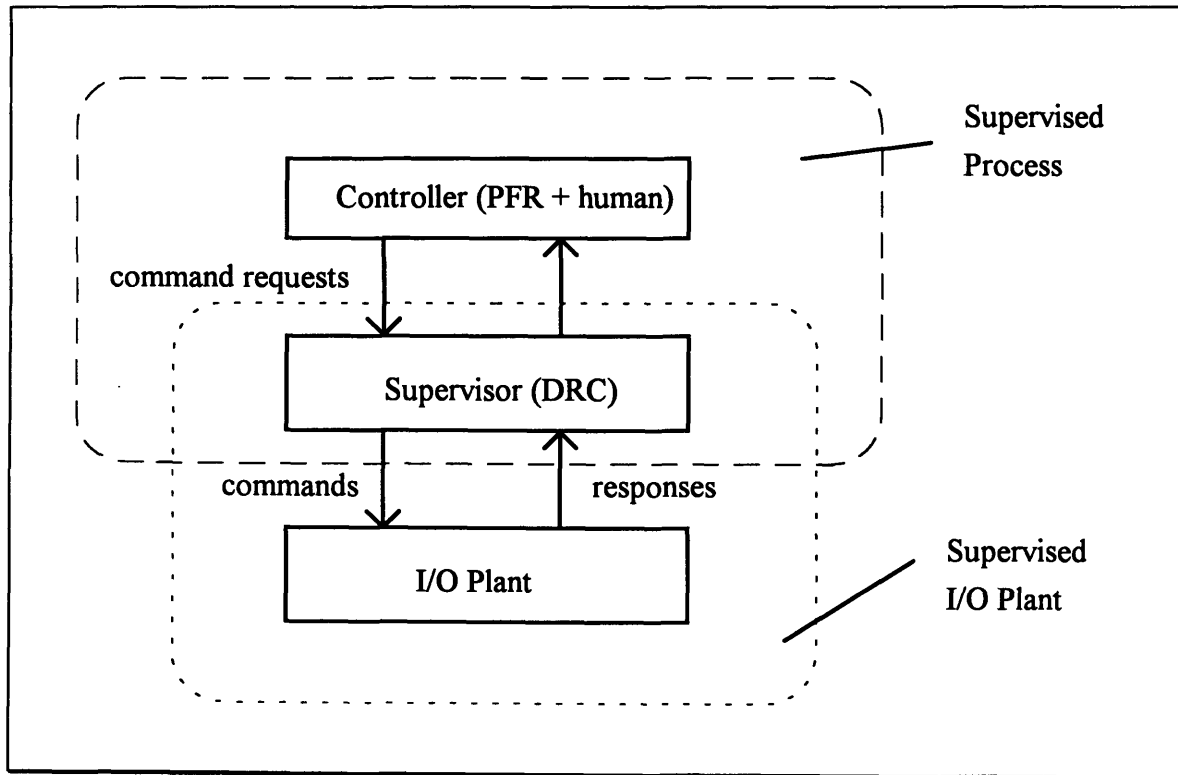 Supervised
Process
Controller (PFR + human)
command requests
Supervisor (DRC)
commands
responses
I/O Plant
Supervised
I/O Plant